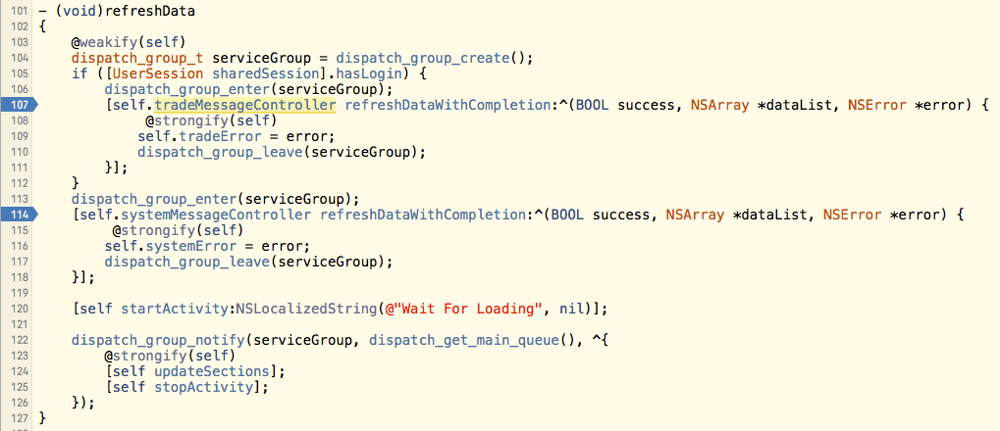 101 - (void)refreshData
102 {
103     @weakify(self)
104     dispatch_group_t serviceGroup = dispatch_group_create();
105     if ([UserSession sharedSession].hasLogin) {
106         dispatch_group_enter(serviceGroup);
107         [self.tradeMessageController refreshDataWithCompletion:^(BOOL success, NSArray *dataList, NSError *error) {
108              @strongify(self)
109             self.tradeError = error;
110             dispatch_group_leave(serviceGroup);
111         }];
112     }
113     dispatch_group_enter(serviceGroup);
114     [self.systemMessageController refreshDataWithCompletion:^(BOOL success, NSArray *dataList, NSError *error) {
115          @strongify(self)
116         self.systemError = error;
117         dispatch_group_leave(serviceGroup);
118     }];
119
120     [self startActivity:NSLocalizedString(@"Wait For Loading", nil)];
121
122     dispatch_group_notify(serviceGroup, dispatch_get_main_queue(), ^{
123         @strongify(self)
124         [self updateSections];
125         [self stopActivity];
126     });
127 }